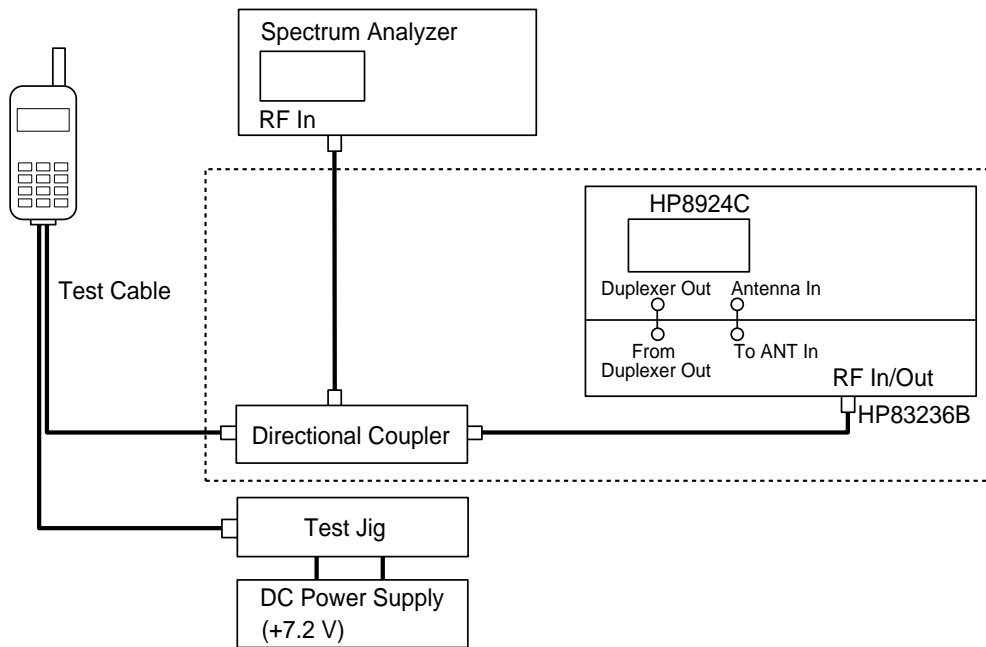 Spectrum Analyzer
RF In
HP8924C
Duplexer Out
Antenna In
From
Duplexer Out
To ANT In
RF In/Out
HP83236B
Test Cable
Directional Coupler
Test Jig
DC Power Supply
(+7.2 V)